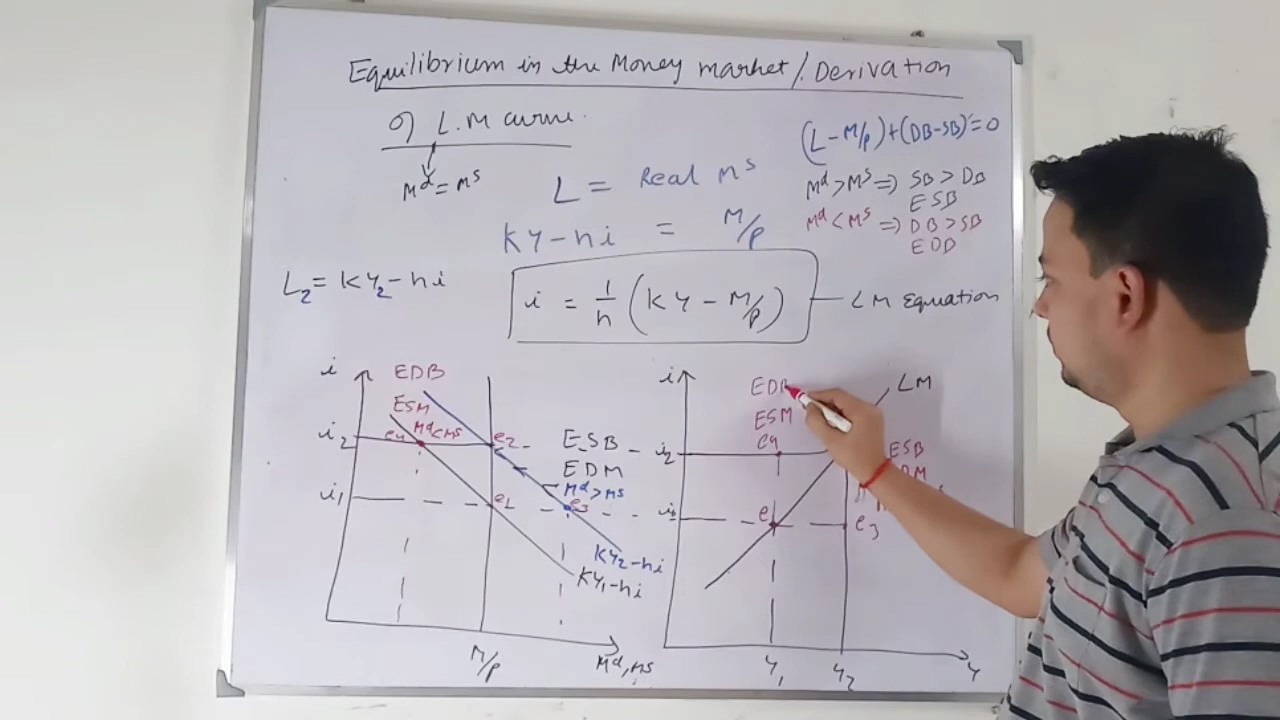 Equilibrium in the Money market / Derivation
of L.M curve.
Md = Ms
L = Real Ms
KY - hi = M/P
(L - M/P) + (DB - SB) = 0
Md > Ms => SB > DB
ESB
Md < Ms => DB > SB
EDB
L2 = KY2 - hi
i = 1/h (KY - M/P) — LM Equation
i
EDB
ESM
Md < Ms
i2
e4
e2
ESB
EDM
Md > Ms
i1
e3
KY2 - hi
KY1 - hi
M/P
Md, Ms
i
EDB
LM
ESM
e4
i2
ESB
i1
e
e3
Y1
Y2
Y